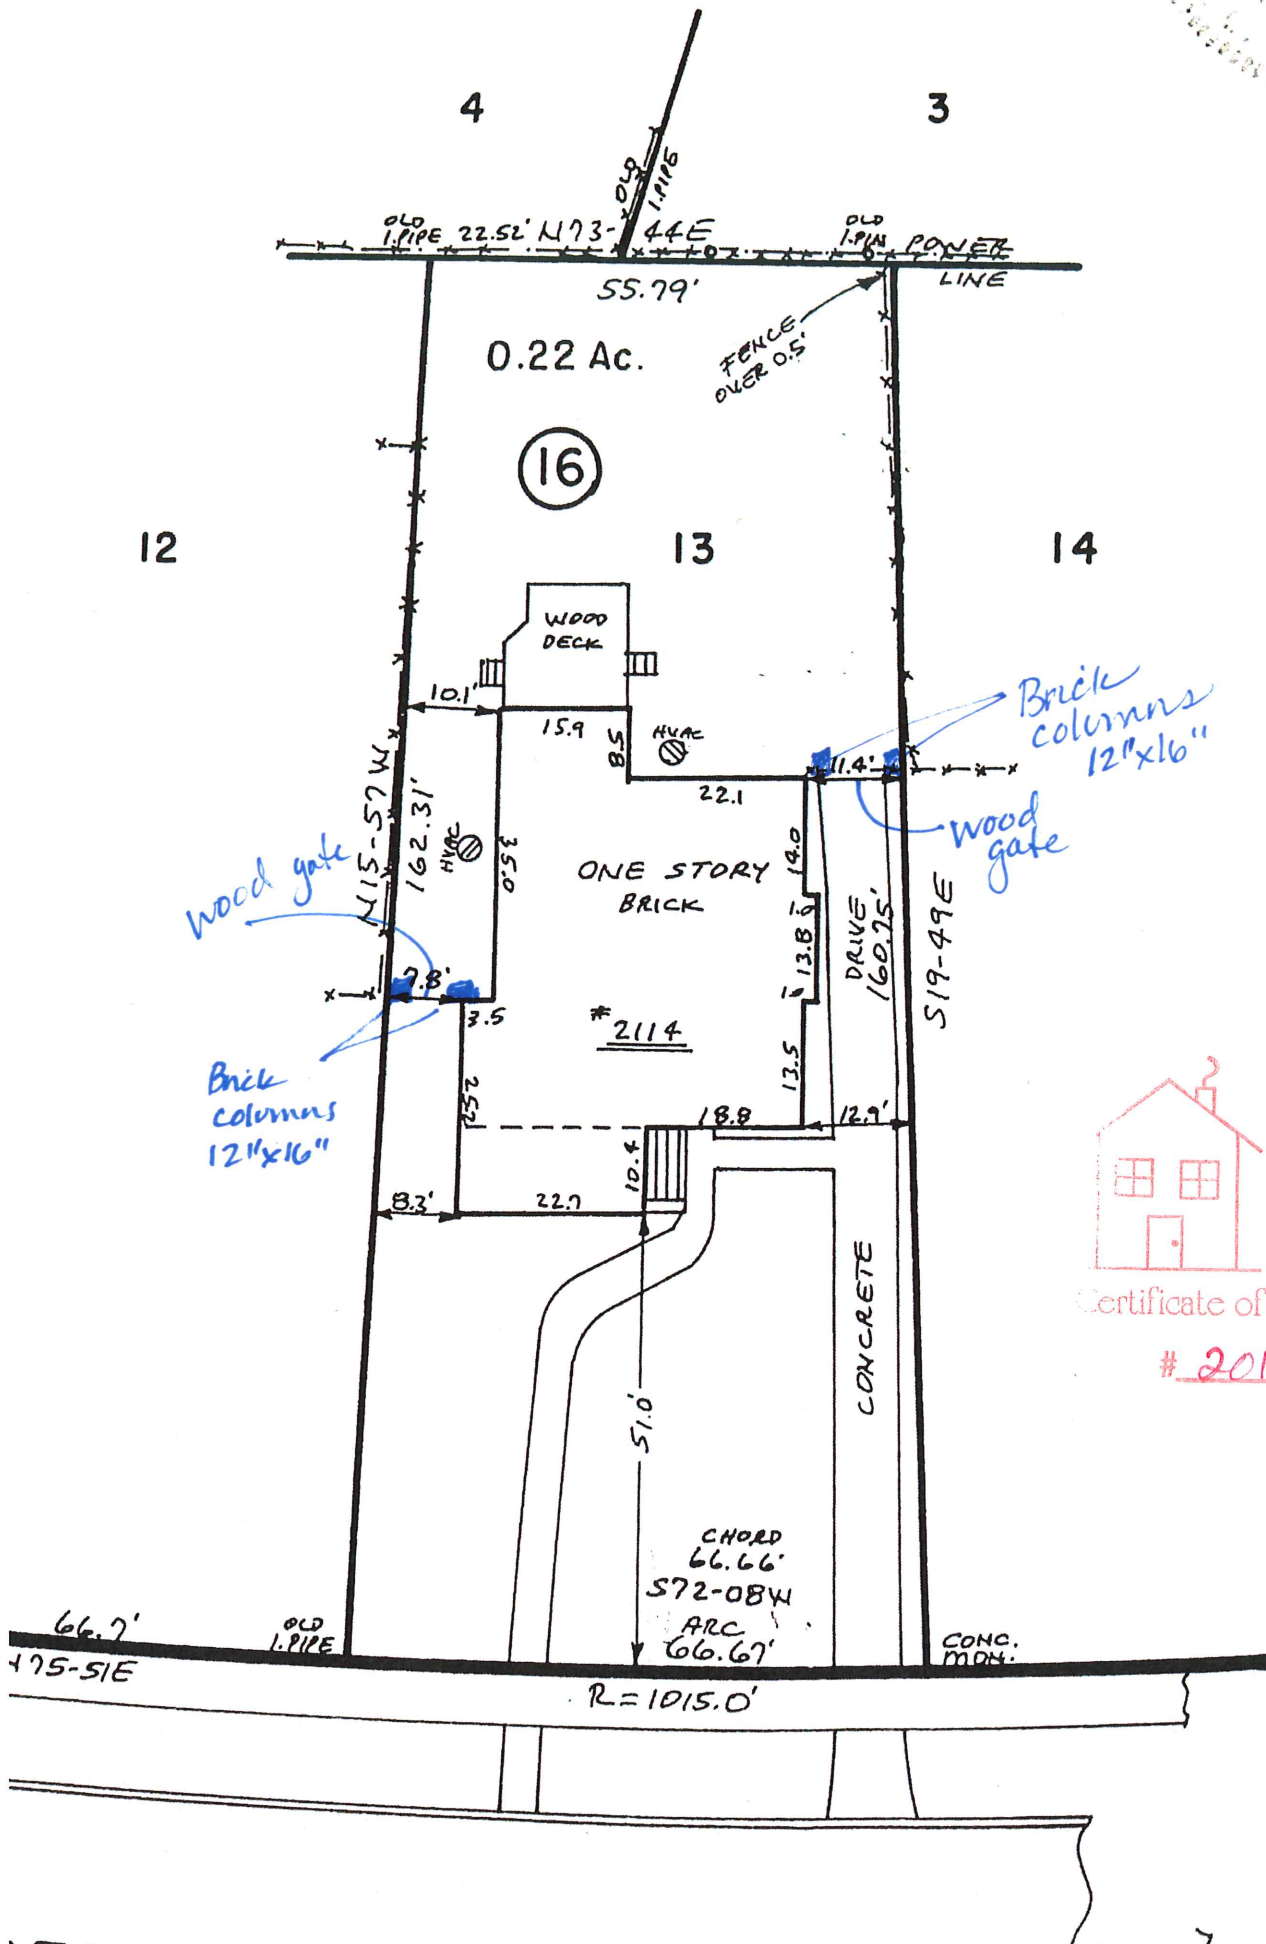 4
3
OLD
I.PIPE
OLD
I.PIPE
22.52'
N73-44E
OLD
I.PIN
POWER
LINE
55.79'
FENCE
OVER 0.5'
0.22 Ac.
16
12
13
14
WOOD
DECK
10.1'
15.9
8.5
HVAC
11.4'
Brick
columns
12"x16"
22.1
wood
gate
N15-57W
162.31'
HVAC
35.0
ONE STORY
BRICK
14.0
1.0
13.8
1.0
DRIVE
160.75'
S19-49E
wood gate
7.8'
3.5
# 2114
13.5
Brick
columns
12"x16"
25.2
18.8
12.9'
10.4
8.3'
22.7
CONCRETE
Certificate of
# 201
51.0'
CHORD
66.66'
S72-08W
ARC
66.67'
66.7'
OLD
I.PIPE
CONC.
MON.
N75-51E
R=1015.0'